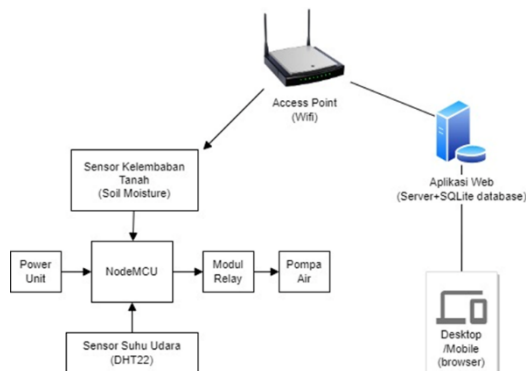 Access Point
(Wifi)
Sensor Kelembaban
Tanah
(Soil Moisture)
Aplikasi Web
(Server+SQLite database)
Power
Unit
NodeMCU
Modul
Relay
Pompa
Air
Sensor Suhu Udara
(DHT22)
Desktop
/Mobile
(browser)